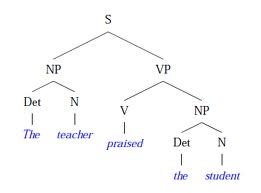 S
NP VP
Det N V NP
The teacher praised Det N
the student